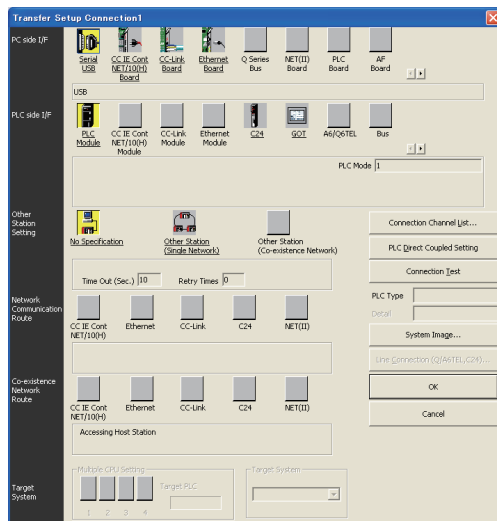 Transfer Setup Connection1
PC side I/F
Serial USB
CC IE Cont NET/10(H) Board
CC-Link Board
Ethernet Board
Q Series Bus
NET(II) Board
PLC Board
AF Board
USB
PLC side I/F
PLC Module
CC IE Cont NET/10(H) Module
CC-Link Module
Ethernet Module
C24
GOT
A6/Q6TEL
Bus
PLC Mode 1
Other Station Setting
No Specification
Other Station (Single Network)
Other Station (Co-existence Network)
Time Out (Sec.) 10 Retry Times 0
Connection Channel List...
PLC Direct Coupled Setting
Connection Test
PLC Type
Detail
System Image...
Line Connection (Q/A6TEL,C24)...
OK
Cancel
Network Communication Route
CC IE Cont NET/10(H)
Ethernet
CC-Link
C24
NET(II)
Co-existence Network Route
CC IE Cont NET/10(H)
Ethernet
CC-Link
C24
NET(II)
Accessing Host Station
Target System
Multiple CPU Setting
1 2 3 4
Target PLC
Target System